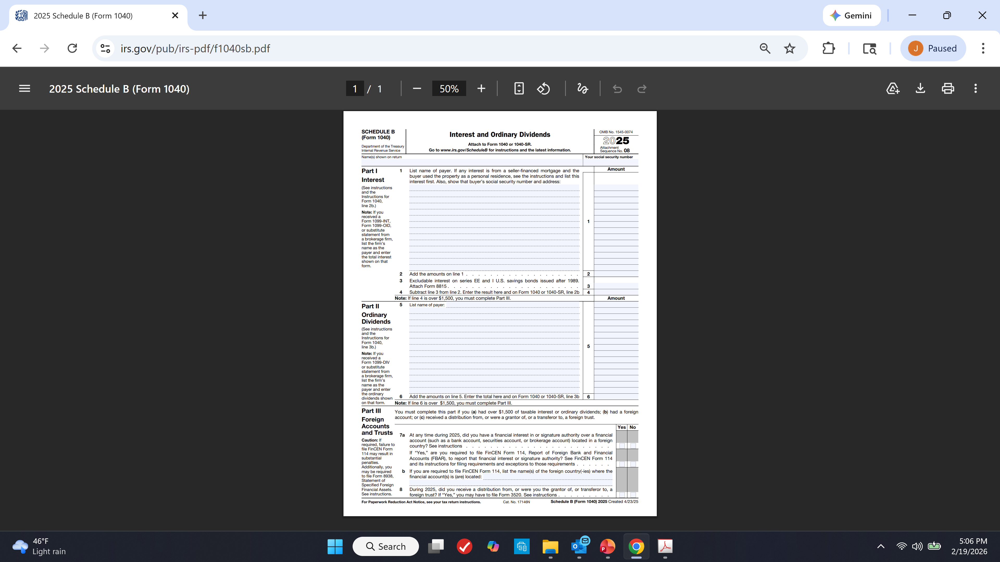 2025 Schedule B (Form 1040)
Gemini
irs.gov/pub/irs-pdf/f1040sb.pdf
J Paused
2025 Schedule B (Form 1040)
1 / 1
50%
SCHEDULE B
(Form 1040)
Department of the Treasury
Internal Revenue Service
Interest and Ordinary Dividends
Attach to Form 1040 or 1040-SR.
Go to www.irs.gov/ScheduleB for instructions and the latest information.
OMB No. 1545-0074
2025
Attachment
Sequence No. 08
Name(s) shown on return
Your social security number
Part I
Interest
(See instructions
and the
Instructions for
Form 1040,
line 2b.)
Note: If you
received a
Form 1099-INT,
Form 1099-OID,
or substitute
statement from
a brokerage firm,
list the firm's
name as the
payer and enter
the total interest
shown on that
form.
1 List name of payer. If any interest is from a seller-financed mortgage and the
buyer used the property as a personal residence, see the instructions and list this
interest first. Also, show that buyer's social security number and address:
Amount
1
2 Add the amounts on line 1 . . . . . . . . . . . . . . . . . . . 2
3 Excludable interest on series EE and I U.S. savings bonds issued after 1989.
Attach Form 8815 . . . . . . . . . . . . . . . . . . . . . . 3
4 Subtract line 3 from line 2. Enter the result here and on Form 1040 or 1040-SR, line 2b 4
Note: If line 4 is over $1,500, you must complete Part III.
Amount
Part II
Ordinary
Dividends
(See instructions
and the
Instructions for
Form 1040,
line 3b.)
Note: If you
received a
Form 1099-DIV
or substitute
statement from
a brokerage firm,
list the firm's
name as the
payer and enter
the ordinary
dividends shown
on that form.
5 List name of payer:
5
6 Add the amounts on line 5. Enter the total here and on Form 1040 or 1040-SR, line 3b 6
Note: If line 6 is over $1,500, you must complete Part III.
Part III
Foreign
Accounts
and Trusts
Caution: If
required, failure to
file FinCEN Form
114 may result in
substantial
penalties.
Additionally, you
may be required
to file Form 8938,
Statement of
Specified Foreign
Financial Assets.
See instructions.
You must complete this part if you (a) had over $1,500 of taxable interest or ordinary dividends; (b) had a foreign
account; or (c) received a distribution from, or were a grantor of, or a transferor to, a foreign trust.
Yes No
7a At any time during 2025, did you have a financial interest in or signature authority over a financial
account (such as a bank account, securities account, or brokerage account) located in a foreign
country? See instructions . . . . . . . . . . . . . . . . . . . . . . . .
If “Yes,” are you required to file FinCEN Form 114, Report of Foreign Bank and Financial
Accounts (FBAR), to report that financial interest or signature authority? See FinCEN Form 114
and its instructions for filing requirements and exceptions to those requirements . . . . . .
b If you are required to file FinCEN Form 114, list the name(s) of the foreign country(-ies) where the
financial account(s) is (are) located:
8 During 2025, did you receive a distribution from, or were you the grantor of, or transferor to, a
foreign trust? If “Yes,” you may have to file Form 3520. See instructions . . . . . . . . .
For Paperwork Reduction Act Notice, see your tax return instructions.
Cat. No. 17146N
Schedule B (Form 1040) 2025 Created 4/23/25
46°F
Light rain
Search
5:06 PM
2/19/2026